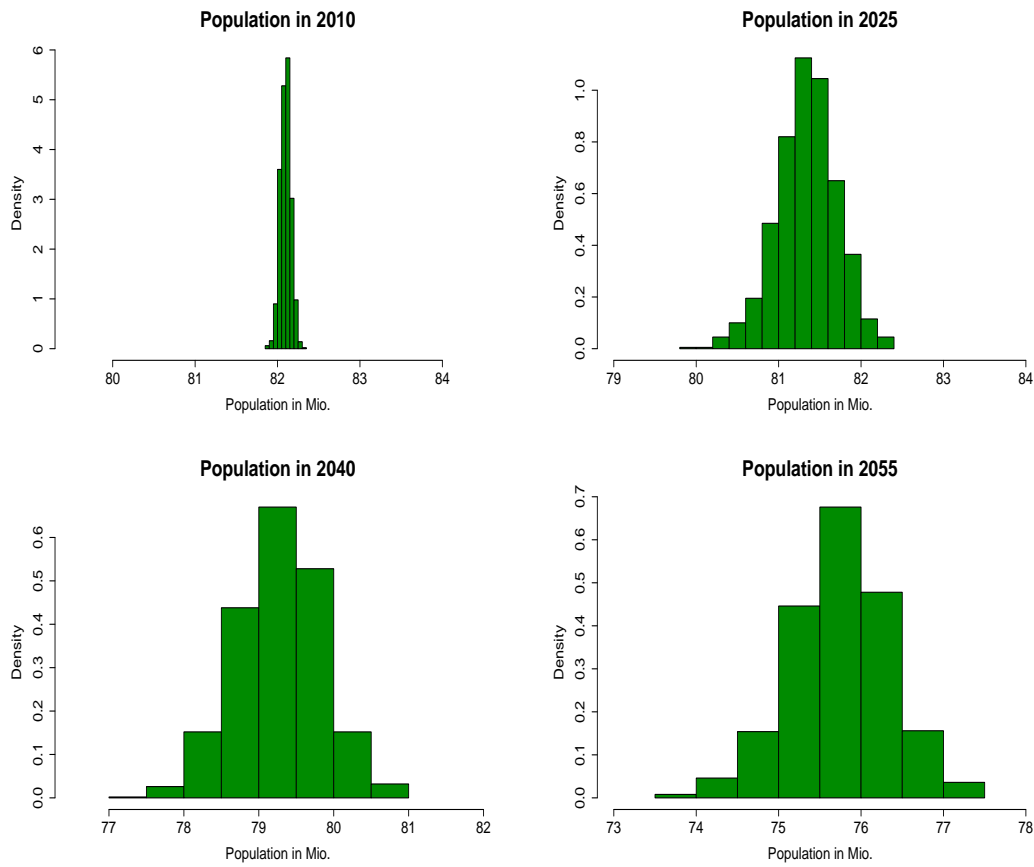 Population in 2010
Density
0 1 2 3 4 5 6
80 81 82 83 84
Population in Mio.
Population in 2025
Density
0.0 0.2 0.4 0.6 0.8 1.0
79 80 81 82 83 84
Population in Mio.
Population in 2040
Density
0.0 0.1 0.2 0.3 0.4 0.5 0.6
77 78 79 80 81 82
Population in Mio.
Population in 2055
Density
0.0 0.1 0.2 0.3 0.4 0.5 0.6 0.7
73 74 75 76 77 78
Population in Mio.